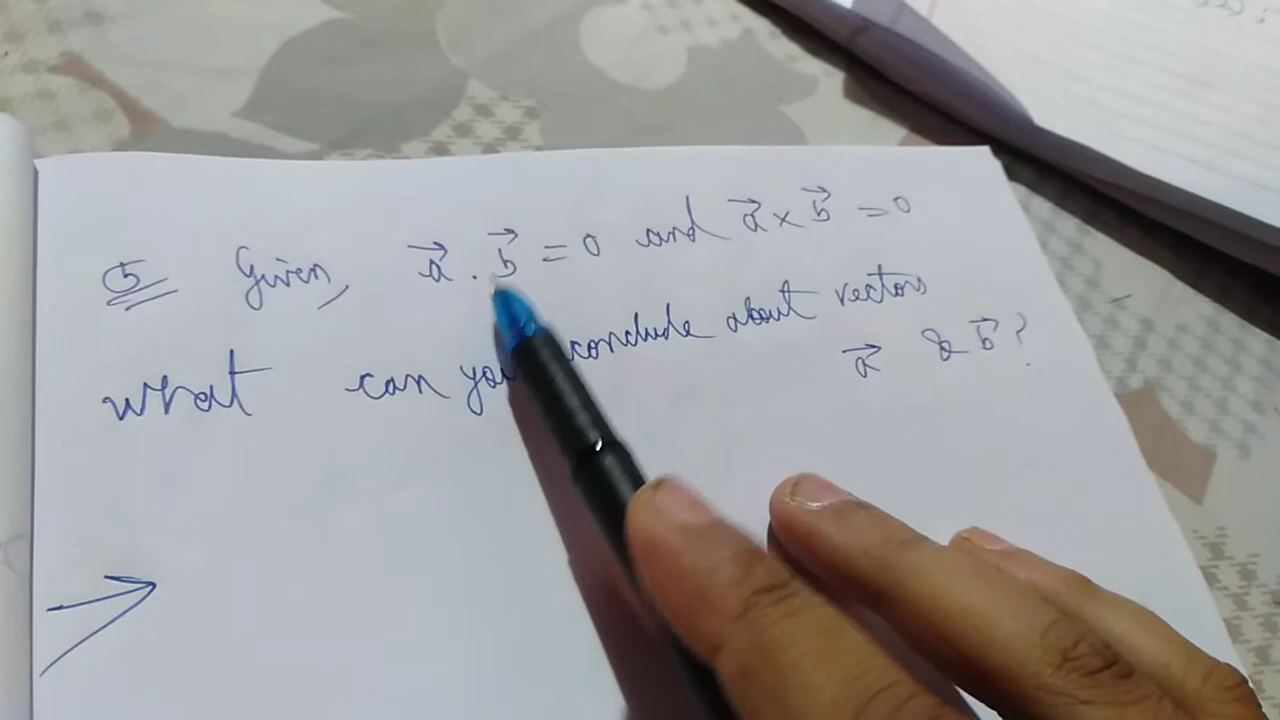 5 Given, a⃗ . b⃗ = 0 and a⃗ × b⃗ = 0
what can you conclude about vectors
a⃗ & b⃗ ?